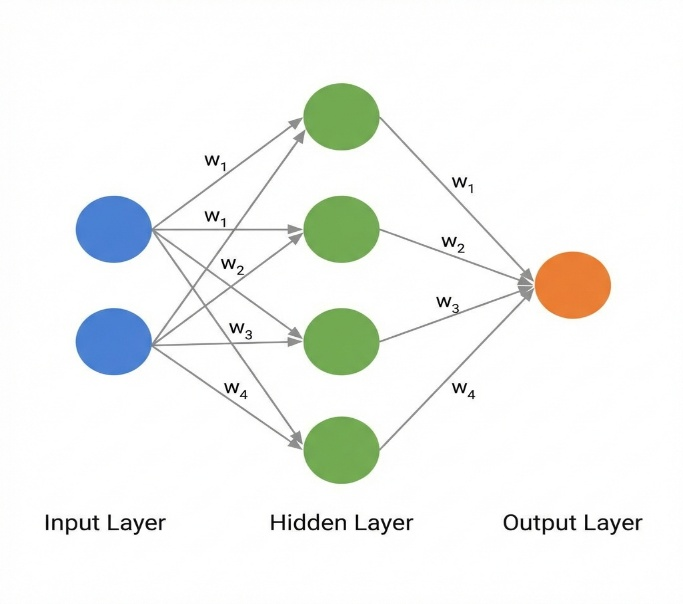 w₁
w₁
w₁
w₂
w₂
w₃
w₃
w₄
w₄
Input Layer
Hidden Layer
Output Layer